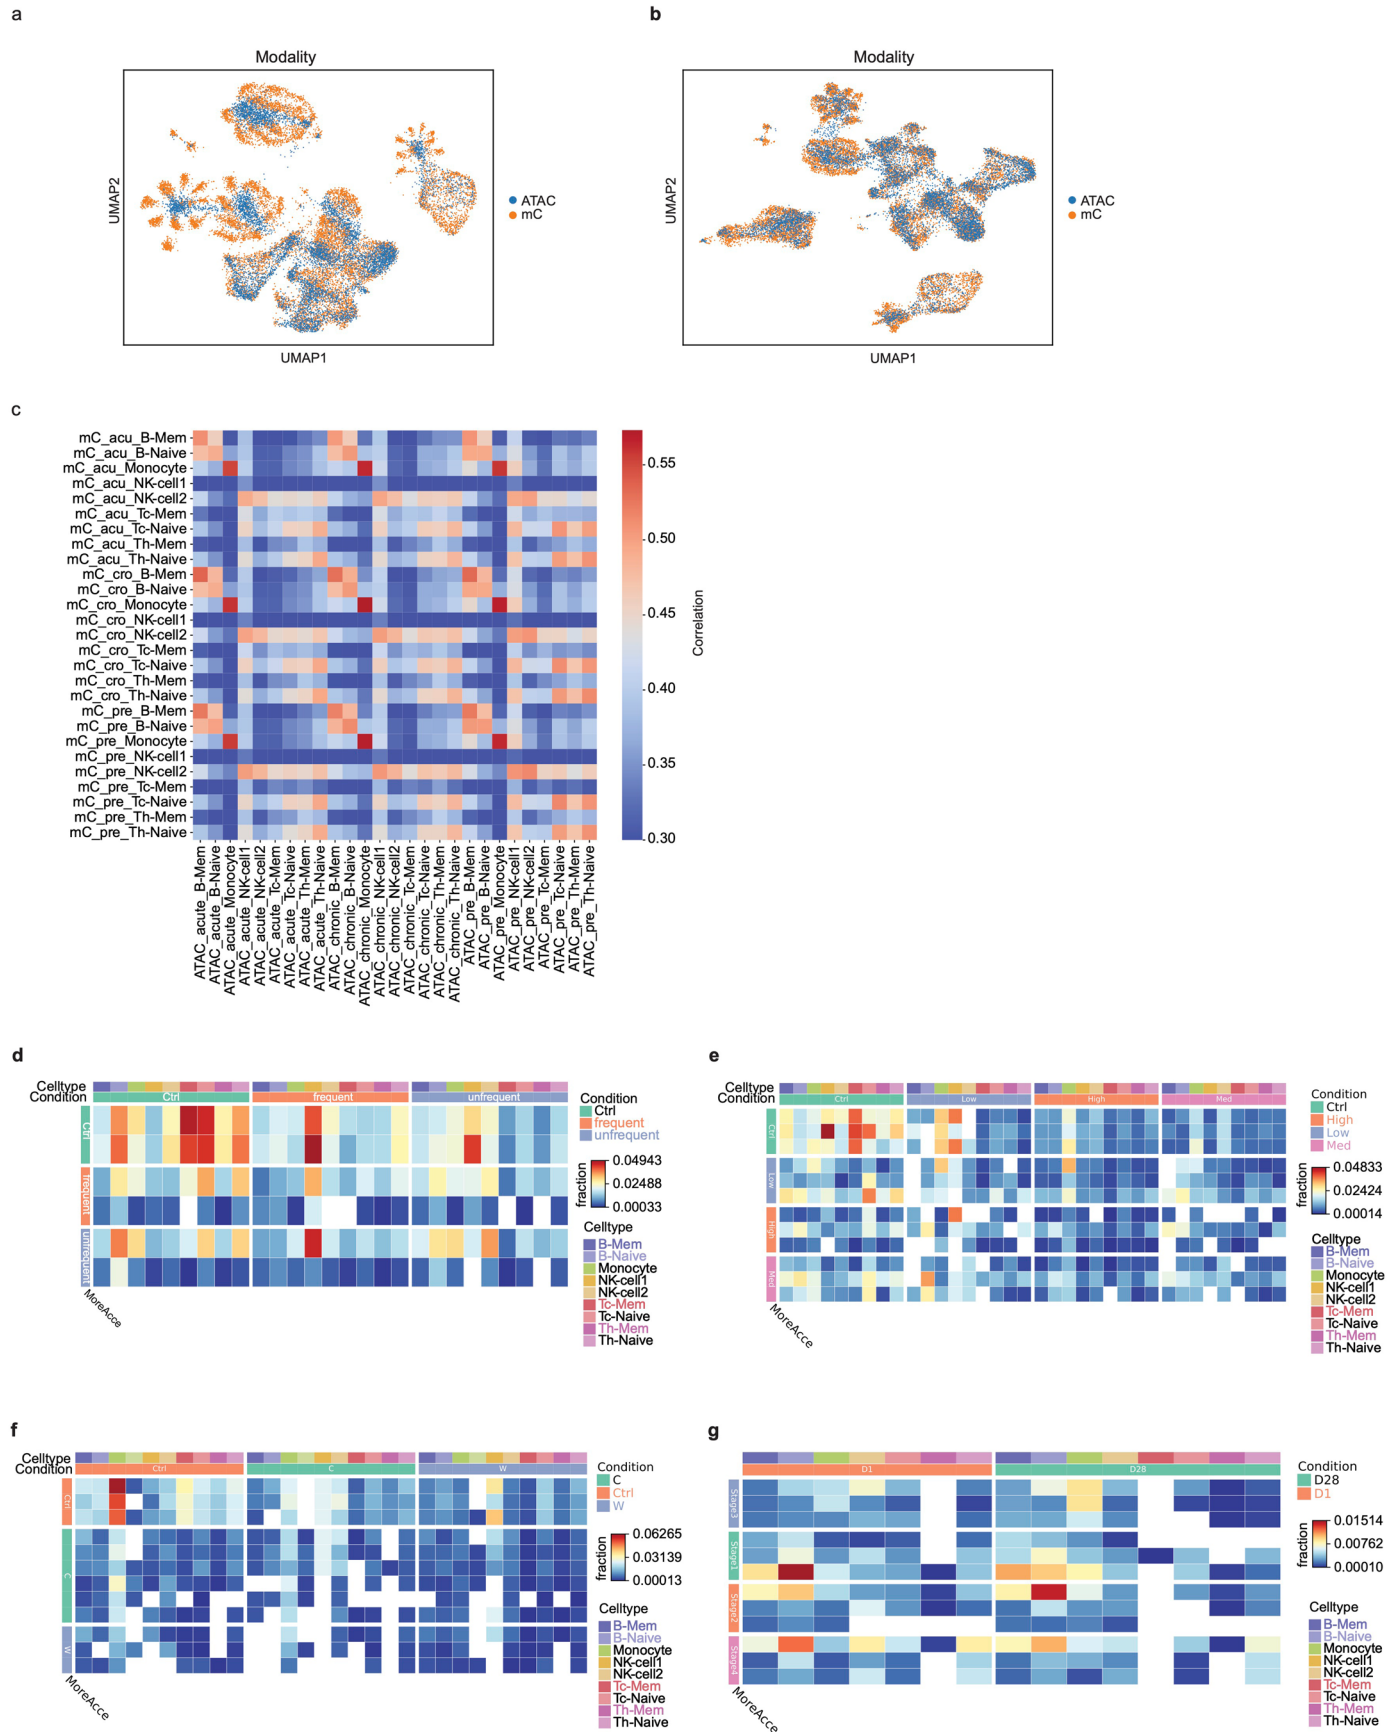 a
b
Modality
UMAP2
UMAP1
ATAC
mC
Modality
UMAP2
UMAP1
ATAC
mC
c
mC_acu_B-Mem
mC_acu_B-Naive
mC_acu_Monocyte
mC_acu_NK-cell1
mC_acu_NK-cell2
mC_acu_Tc-Mem
mC_acu_Tc-Naive
mC_acu_Th-Mem
mC_acu_Th-Naive
mC_cro_B-Mem
mC_cro_B-Naive
mC_cro_Monocyte
mC_cro_NK-cell1
mC_cro_NK-cell2
mC_cro_Tc-Mem
mC_cro_Tc-Naive
mC_cro_Th-Mem
mC_cro_Th-Naive
mC_pre_B-Mem
mC_pre_B-Naive
mC_pre_Monocyte
mC_pre_NK-cell1
mC_pre_NK-cell2
mC_pre_Tc-Mem
mC_pre_Tc-Naive
mC_pre_Th-Mem
mC_pre_Th-Naive
ATAC_acute_B-Mem
ATAC_acute_B-Naive
ATAC_acute_Monocyte
ATAC_acute_NK-cell1
ATAC_acute_NK-cell2
ATAC_acute_Tc-Mem
ATAC_acute_Tc-Naive
ATAC_acute_Th-Mem
ATAC_acute_Th-Naive
ATAC_chronic_B-Mem
ATAC_chronic_B-Naive
ATAC_chronic_Monocyte
ATAC_chronic_NK-cell1
ATAC_chronic_NK-cell2
ATAC_chronic_Tc-Mem
ATAC_chronic_Tc-Naive
ATAC_chronic_Th-Mem
ATAC_chronic_Th-Naive
ATAC_pre_B-Mem
ATAC_pre_B-Naive
ATAC_pre_Monocyte
ATAC_pre_NK-cell1
ATAC_pre_NK-cell2
ATAC_pre_Tc-Mem
ATAC_pre_Tc-Naive
ATAC_pre_Th-Mem
ATAC_pre_Th-Naive
0.55
0.50
0.45
0.40
0.35
0.30
Correlation
d
Celltype
Condition
Ctrl
frequent
unfrequent
Ctrl
frequent
unfrequent
MoreAcce
Condition
Ctrl
frequent
unfrequent
fraction
0.04943
0.02488
0.00033
Celltype
B-Mem
B-Naive
Monocyte
NK-cell1
NK-cell2
Tc-Mem
Tc-Naive
Th-Mem
Th-Naive
e
Celltype
Condition
Ctrl
Low
High
Med
Ctrl
Low
High
Med
MoreAcce
Condition
Ctrl
High
Low
Med
fraction
0.04833
0.02424
0.00014
Celltype
B-Mem
B-Naive
Monocyte
NK-cell1
NK-cell2
Tc-Mem
Tc-Naive
Th-Mem
Th-Naive
f
Celltype
Condition
Ctrl
C
W
Ctrl
C
W
MoreAcce
Condition
C
Ctrl
W
fraction
0.06265
0.03139
0.00013
Celltype
B-Mem
B-Naive
Monocyte
NK-cell1
NK-cell2
Tc-Mem
Tc-Naive
Th-Mem
Th-Naive
g
D1
D28
Stage3
Stage1
Stage2
Stage4
MoreAcce
Condition
D28
D1
fraction
0.01514
0.00762
0.00010
Celltype
B-Mem
B-Naive
Monocyte
NK-cell1
NK-cell2
Tc-Mem
Tc-Naive
Th-Mem
Th-Naive